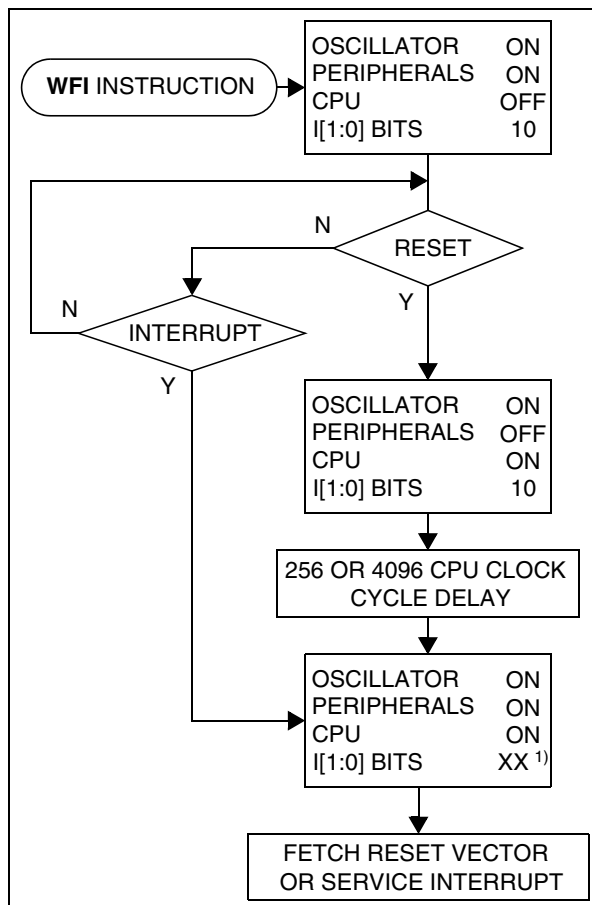 WFI INSTRUCTION
OSCILLATOR ON
PERIPHERALS ON
CPU OFF
I[1:0] BITS 10
N
RESET
Y
N
INTERRUPT
Y
OSCILLATOR ON
PERIPHERALS OFF
CPU ON
I[1:0] BITS 10
256 OR 4096 CPU CLOCK
CYCLE DELAY
OSCILLATOR ON
PERIPHERALS ON
CPU ON
I[1:0] BITS XX 1)
FETCH RESET VECTOR
OR SERVICE INTERRUPT